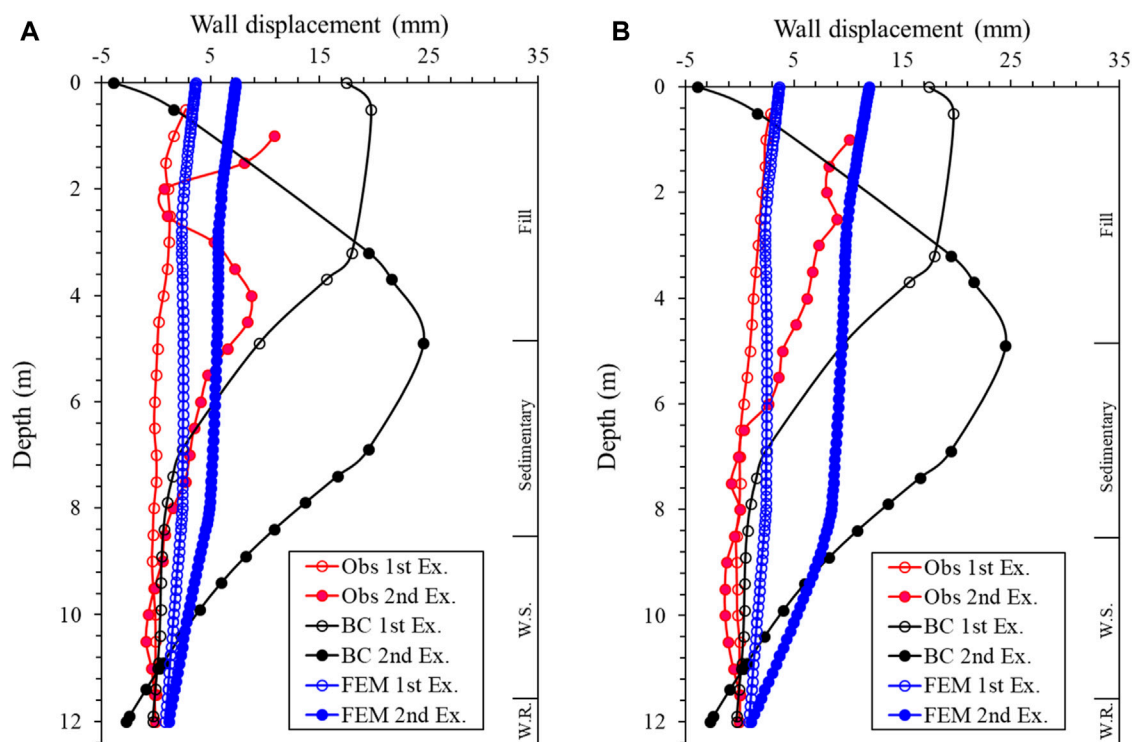 A
Wall displacement (mm)
-5 5 15 25 35
0
2
4
6
8
10
12
Depth (m)
Fill
Sedimentary
W.S.
W.R.
Obs 1st Ex.
Obs 2nd Ex.
BC 1st Ex.
BC 2nd Ex.
FEM 1st Ex.
FEM 2nd Ex.
B
Wall displacement (mm)
-5 5 15 25 35
0
2
4
6
8
10
12
Depth (m)
Fill
Sedimentary
W.S.
W.R.
Obs 1st Ex.
Obs 2nd Ex.
BC 1st Ex.
BC 2nd Ex.
FEM 1st Ex.
FEM 2nd Ex.